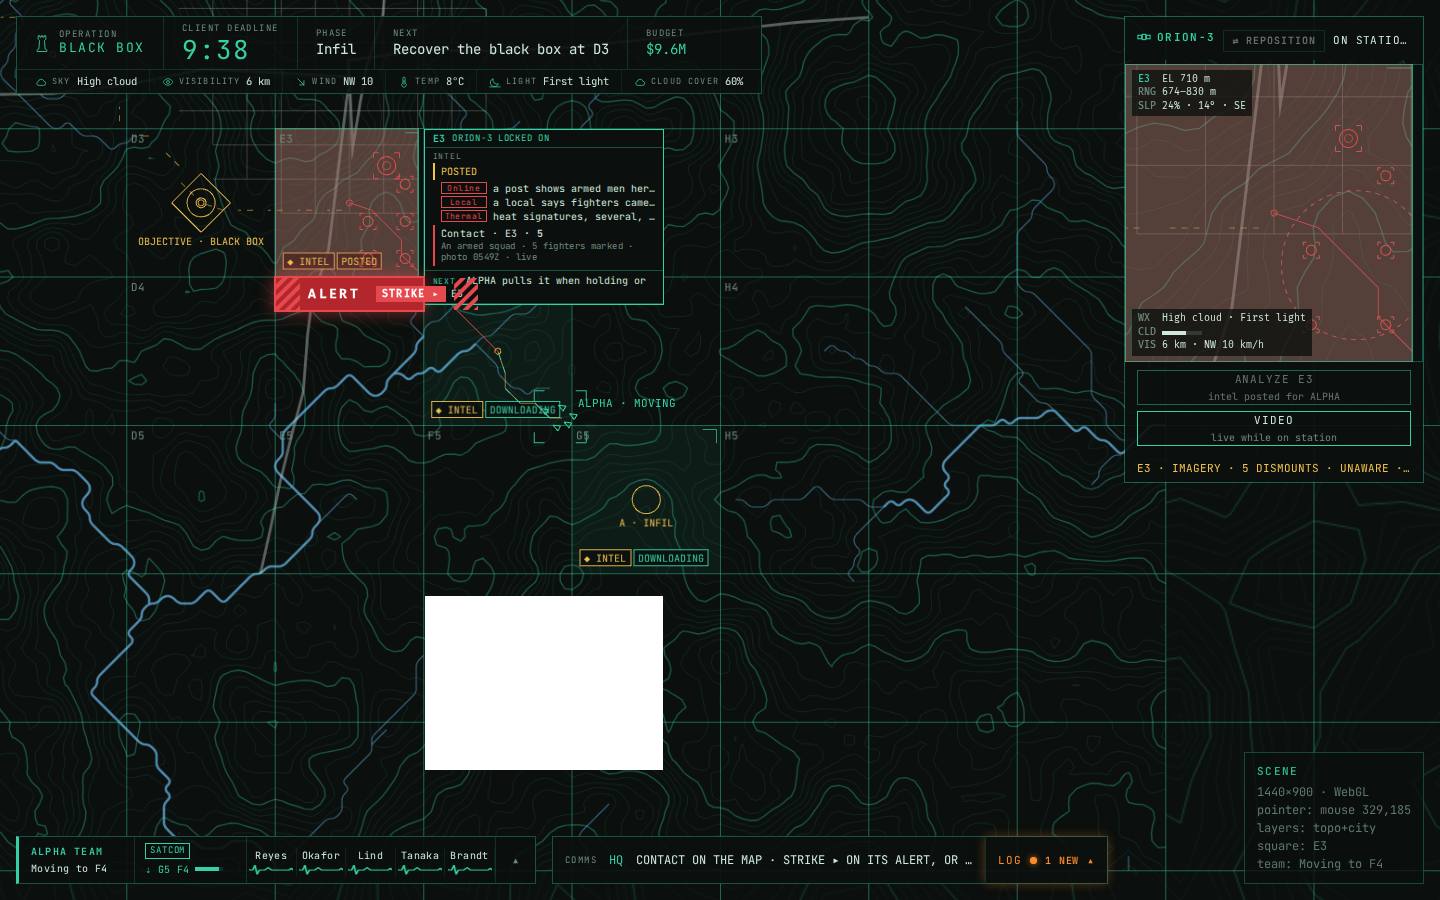 OPERATION
BLACK BOX
CLIENT DEADLINE
9:38
PHASE
Infil
NEXT
Recover the black box at D3
BUDGET
$9.6M
SKY High cloud
VISIBILITY 6 km
WIND NW 10
TEMP 8°C
LIGHT First light
CLOUD COVER 60%
ORION-3
⇄ REPOSITION
ON STATIO…
E3 EL 710 m
RNG 674–830 m
SLP 24% · 14° · SE
WX High cloud · First light
CLD
VIS 6 km · NW 10 km/h
ANALYZE E3
intel posted for ALPHA
VIDEO
live while on station
E3 · IMAGERY · 5 DISMOUNTS · UNAWARE ·…
D3
E3
H3
E3 ORION-3 LOCKED ON
INTEL
POSTED
Online a post shows armed men her…
Local a local says fighters came…
Thermal heat signatures, several, …
Contact · E3 · 5
An armed squad · 5 fighters marked ·
photo 0549Z · live
NEXT ALPHA pulls it when holding or
OBJECTIVE · BLACK BOX
◆ INTEL POSTED
D4
ALERT STRIKE ▸
H4
◆ INTEL DOWNLOADING
ALPHA · MOVING
D5
E5
F5
G5
H5
A · INFIL
◆ INTEL DOWNLOADING
SCENE
1440×900 · WebGL
pointer: mouse 329,185
layers: topo+city
square: E3
team: Moving to F4
ALPHA TEAM
Moving to F4
SATCOM
↓ G5 F4
Reyes
Okafor
Lind
Tanaka
Brandt
▴
COMMS HQ CONTACT ON THE MAP · STRIKE ▸ ON ITS ALERT, OR …
LOG 1 NEW ▴